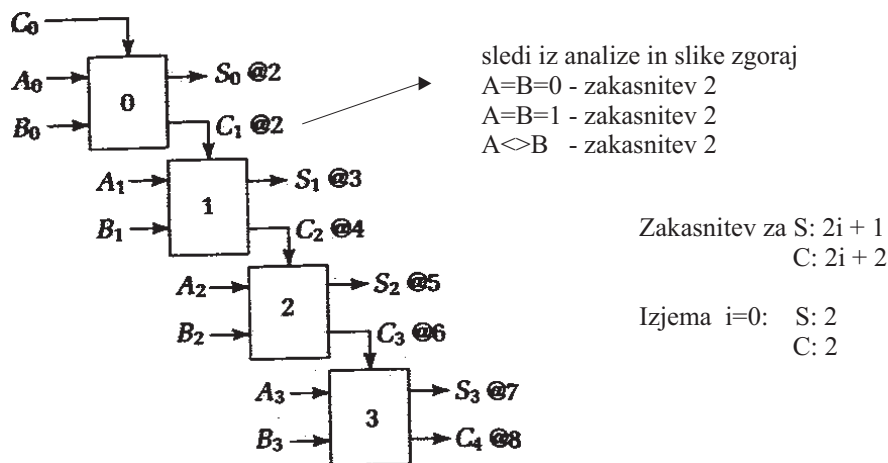 C₀
A₀
B₀
0
S₀ @2
C₁ @2
A₁
B₁
1
S₁ @3
C₂ @4
A₂
B₂
2
S₂ @5
C₃ @6
A₃
B₃
3
S₃ @7
C₄ @8
sledi iz analize in slike zgoraj
A=B=0 - zakasnitev 2
A=B=1 - zakasnitev 2
A<>B - zakasnitev 2
Zakasnitev za S: 2i + 1
C: 2i + 2
Izjema i=0: S: 2
C: 2